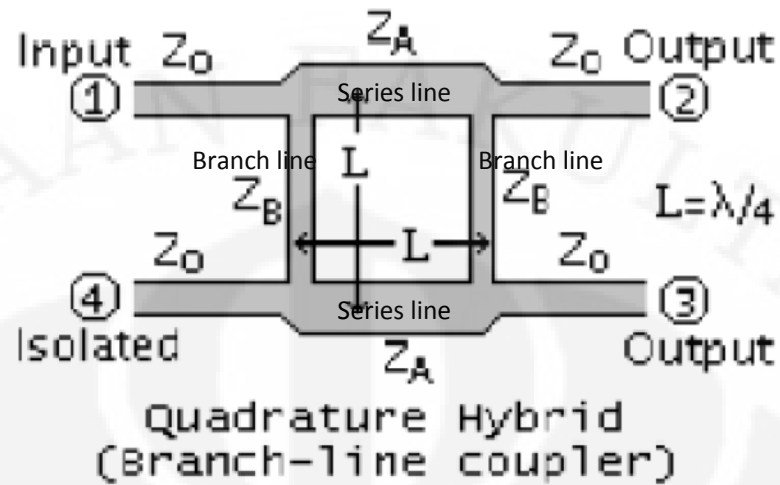 Input Z₀ Z_A Z₀ Output
① Series line ②
Branch line L Branch line
Z_B Z_B L=λ/4
Z₀ L Z₀
④ Series line ③
Isolated Z_A Output
Quadrature Hybrid
(Branch-line coupler)